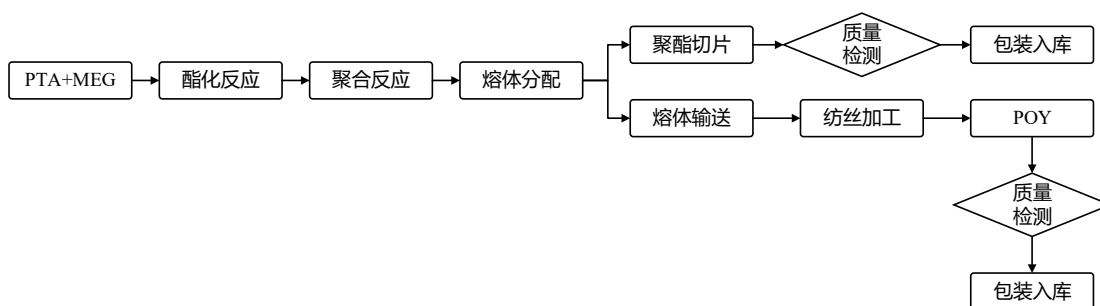 PTA+MEG
酯化反应
聚合反应
熔体分配
聚酯切片
质量
检测
包装入库
熔体输送
纺丝加工
POY
质量
检测
包装入库